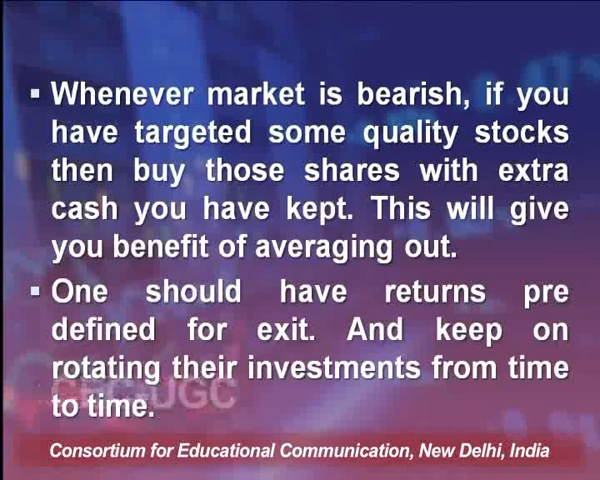 ▪ Whenever market is bearish, if you
have targeted some quality stocks
then buy those shares with extra
cash you have kept. This will give
you benefit of averaging out.
▪ One should have returns pre
defined for exit. And keep on
rotating their investments from time
to time.
CEC-UGC
Consortium for Educational Communication, New Delhi, India